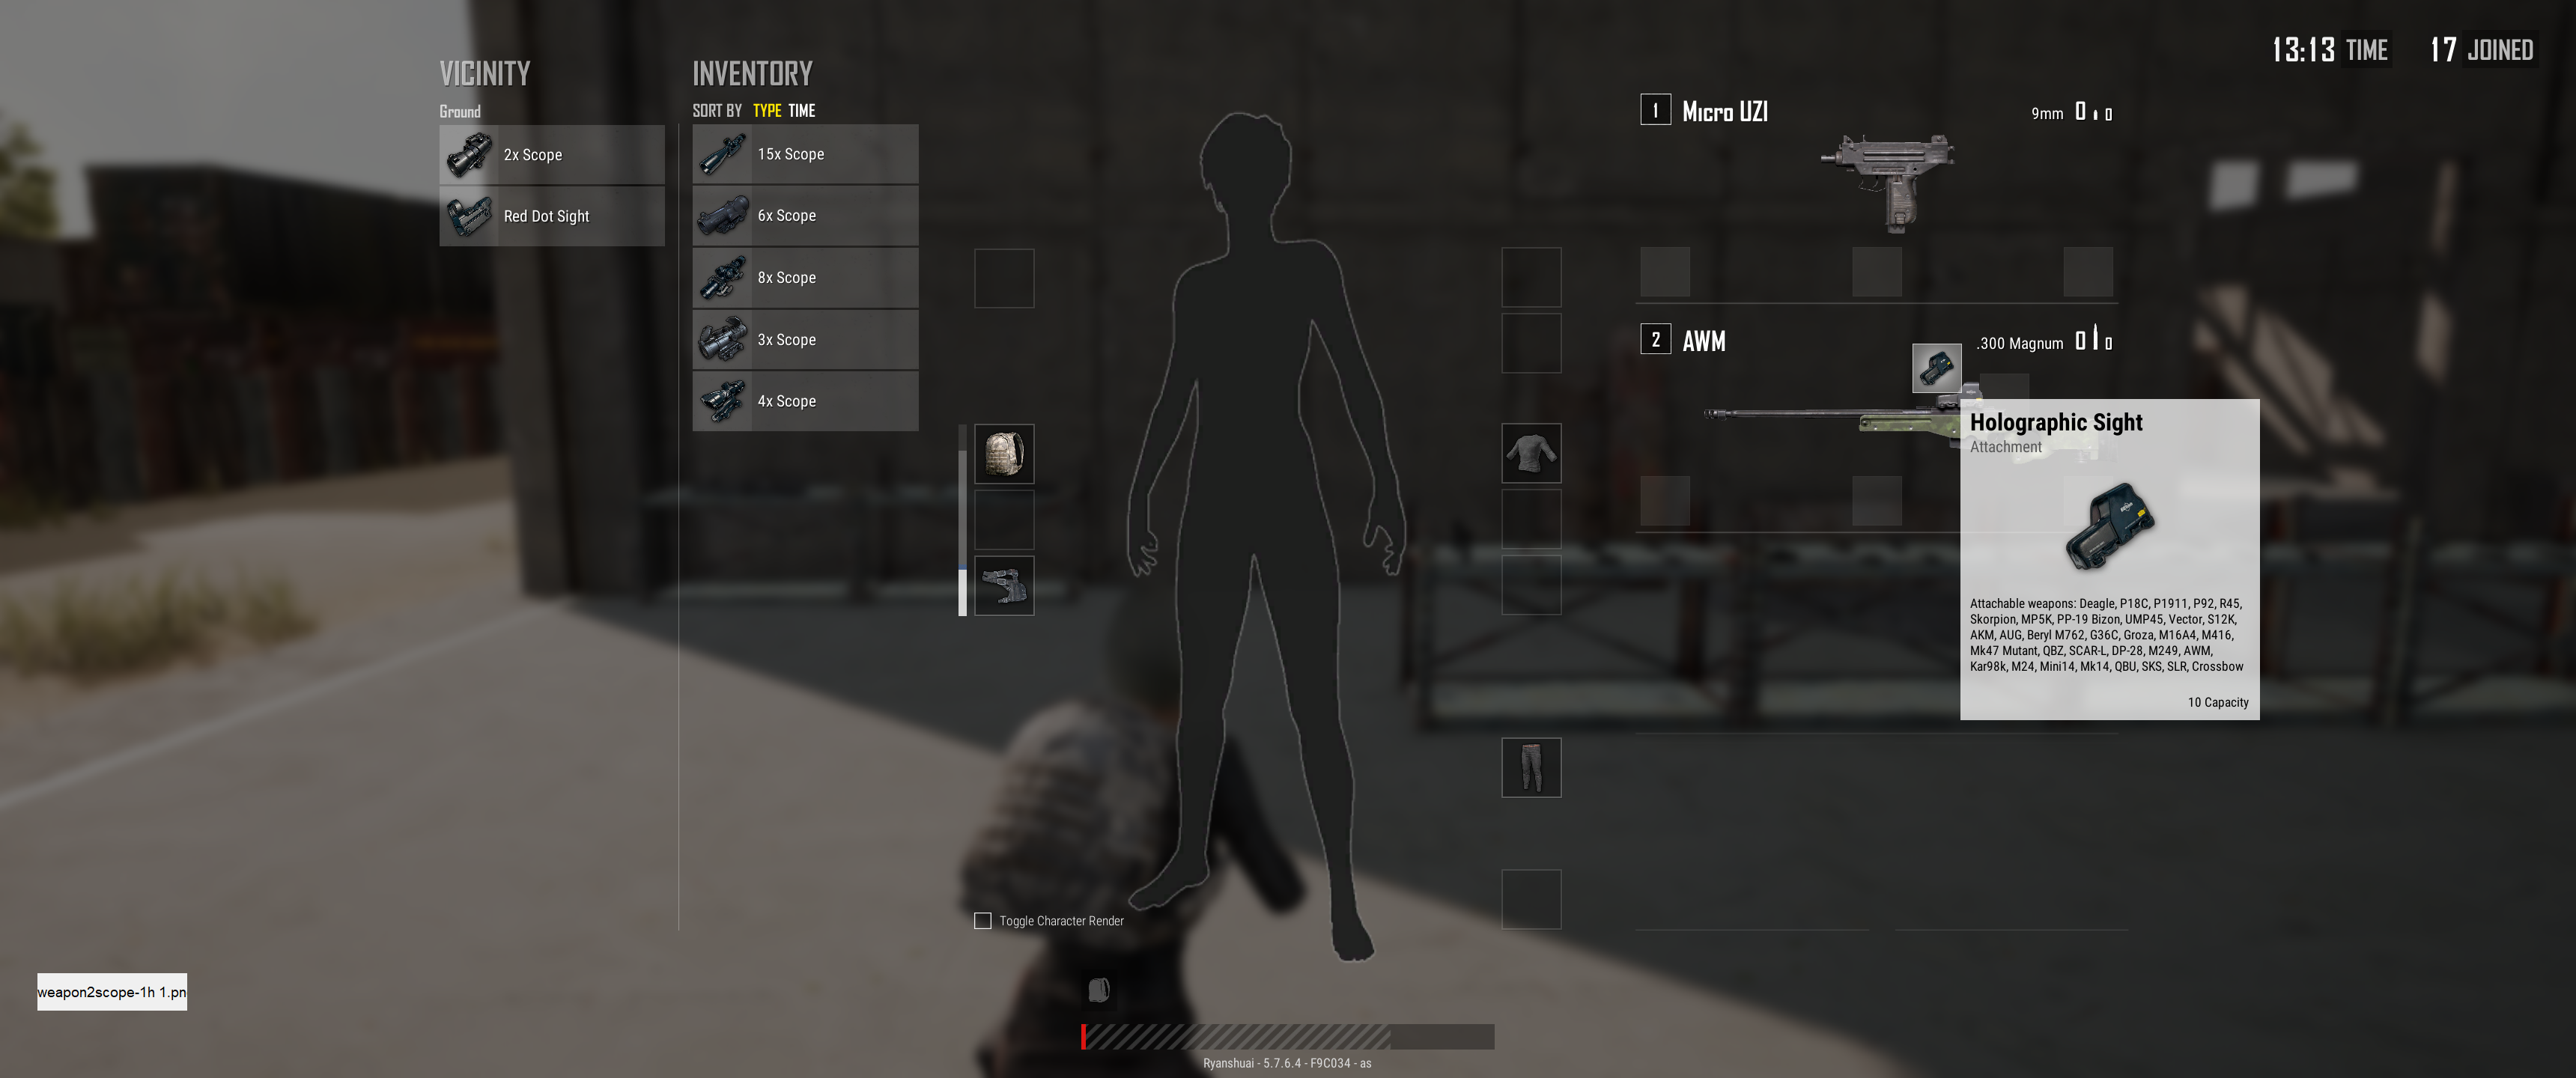 13:13 TIME 17 JOINED
VICINITY
Ground
2x Scope
Red Dot Sight
INVENTORY
SORT BY TYPE TIME
15x Scope
6x Scope
8x Scope
3x Scope
4x Scope
Toggle Character Render
1 Micro UZI 9mm 0 0
2 AWM .300 Magnum 0 0
Holographic Sight
Attachment
Attachable weapons: Deagle, P18C, P1911, P92, R45,
Skorpion, MP5K, PP-19 Bizon, UMP45, Vector, S12K,
AKM, AUG, Beryl M762, G36C, Groza, M16A4, M416,
Mk47 Mutant, QBZ, SCAR-L, DP-28, M249, AWM,
Kar98k, M24, Mini14, Mk14, QBU, SKS, SLR, Crossbow
10 Capacity
weapon2scope-1h 1.pn
Ryanshuai - 5.7.6.4 - F9C034 - as